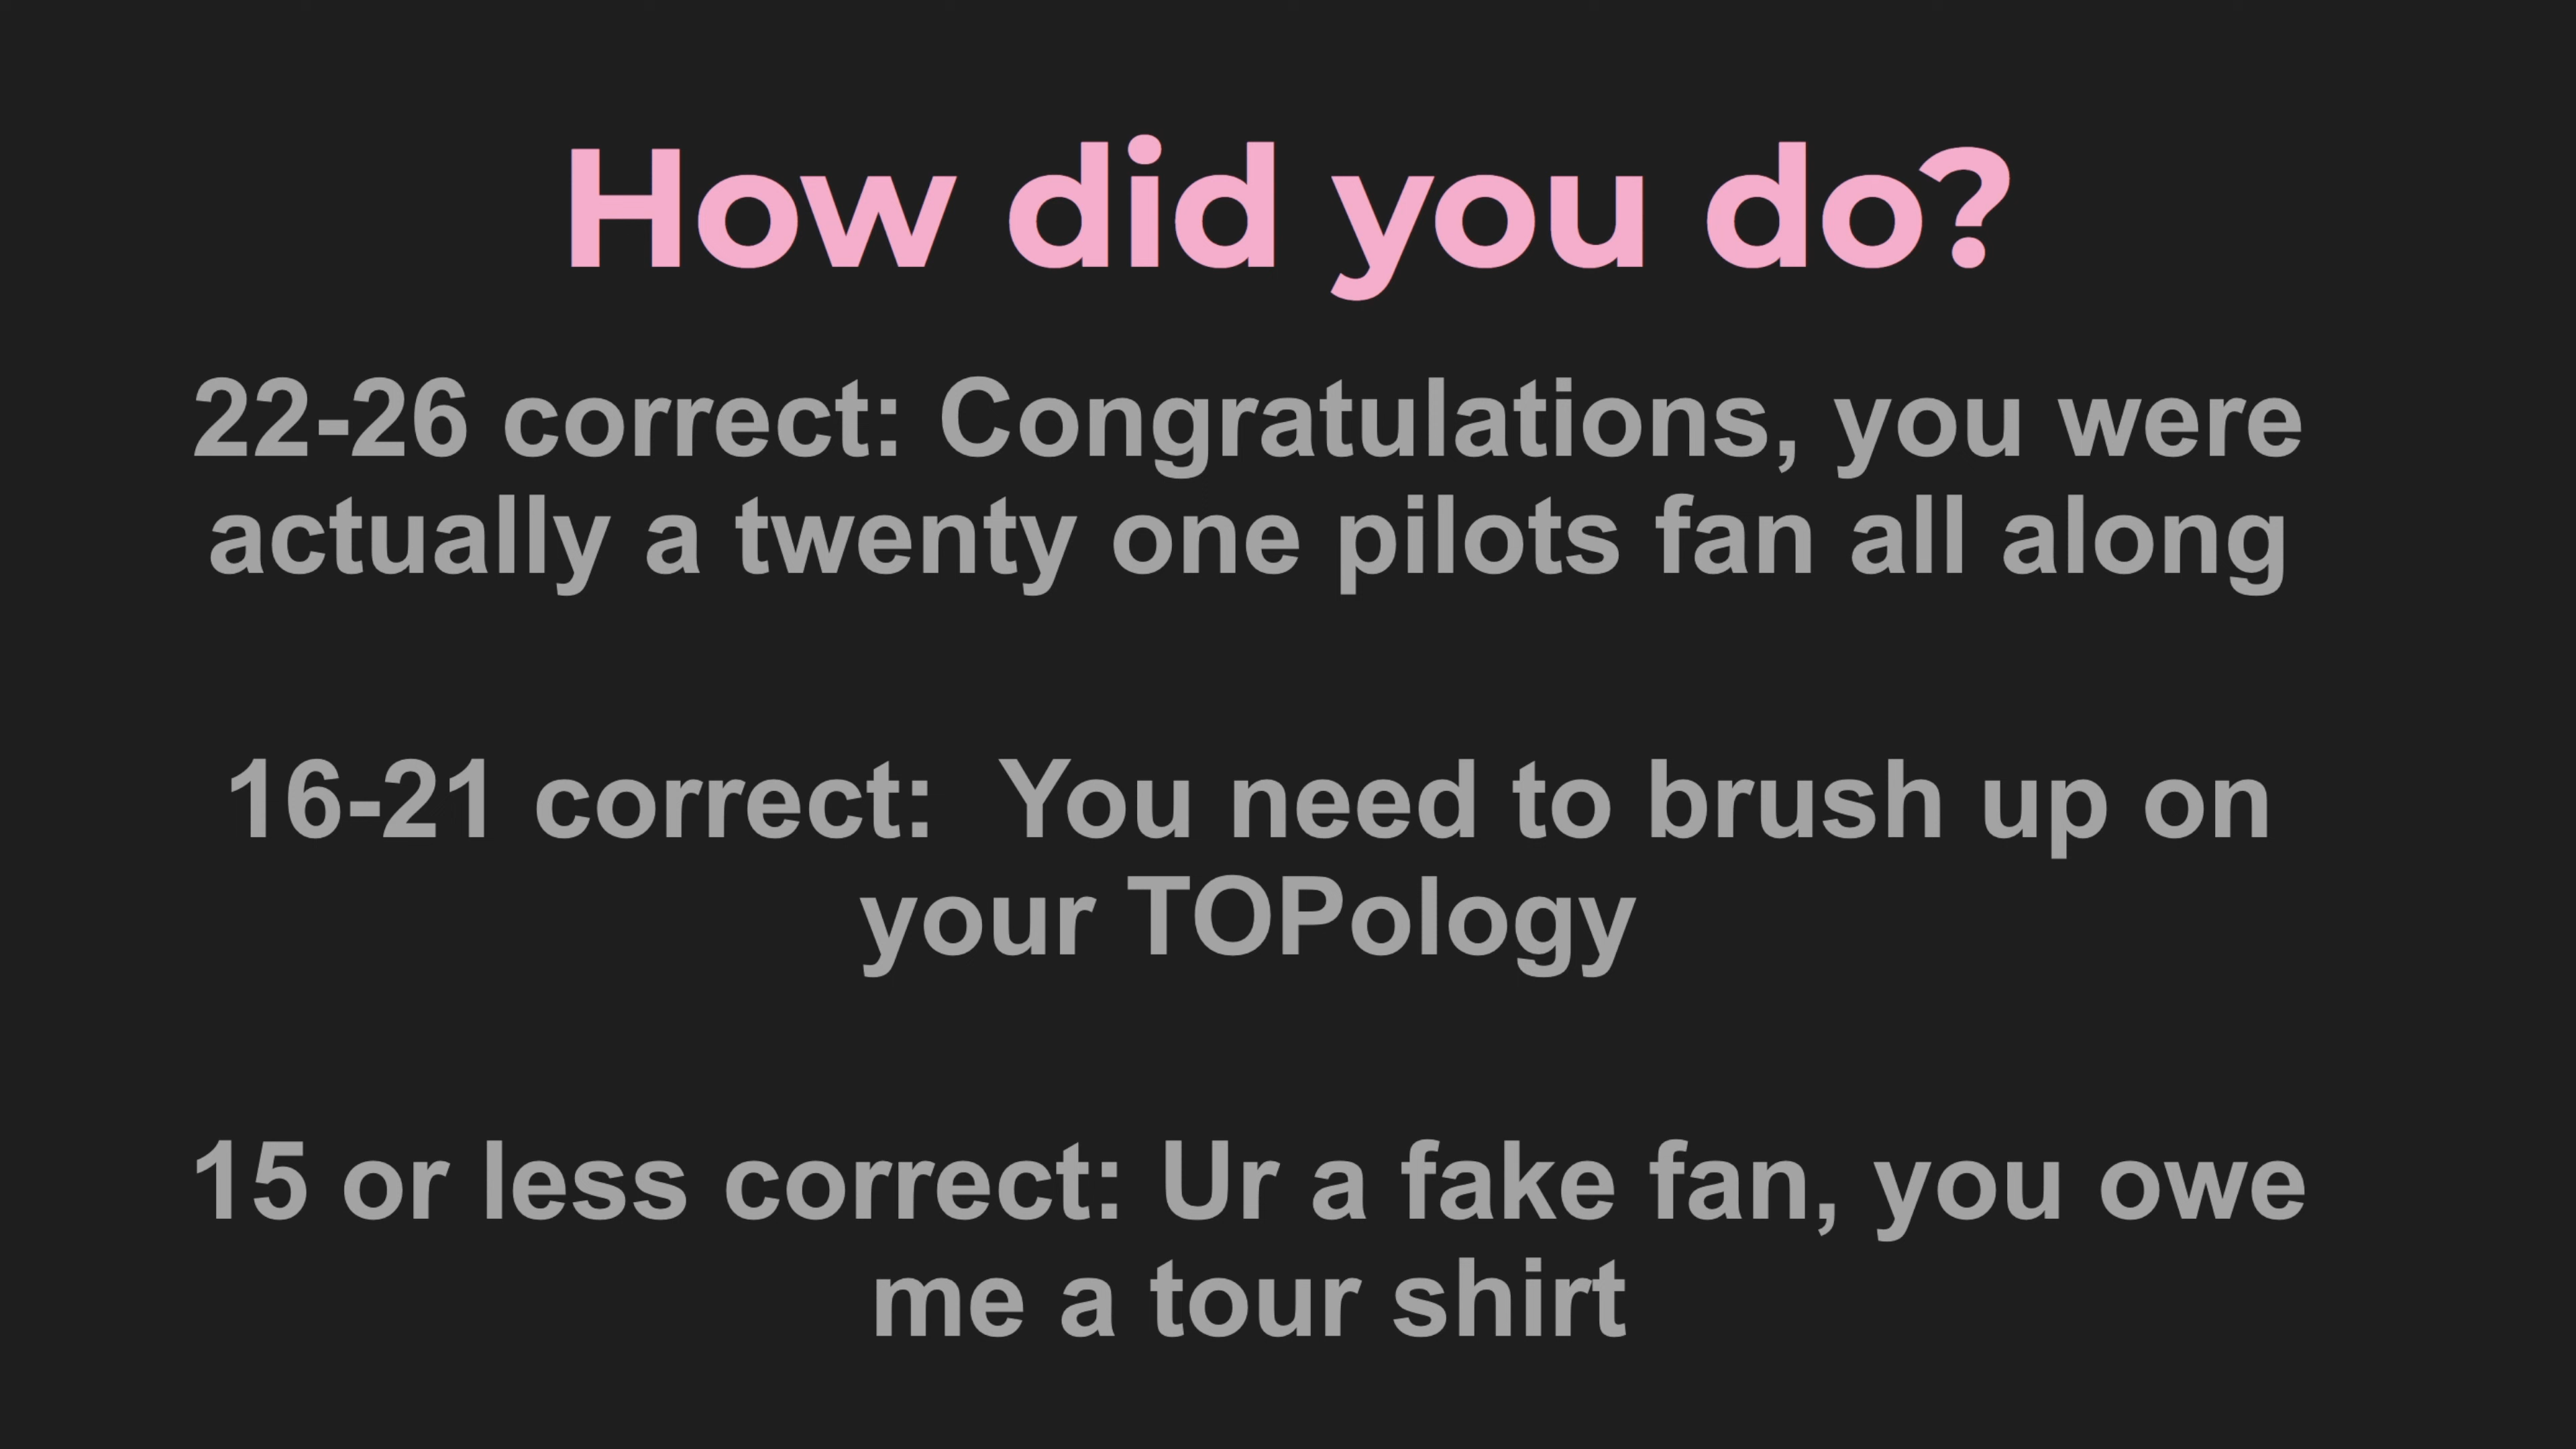 How did you do?
22-26 correct: Congratulations, you were
actually a twenty one pilots fan all along
16-21 correct:  You need to brush up on
your TOPology
15 or less correct: Ur a fake fan, you owe
me a tour shirt